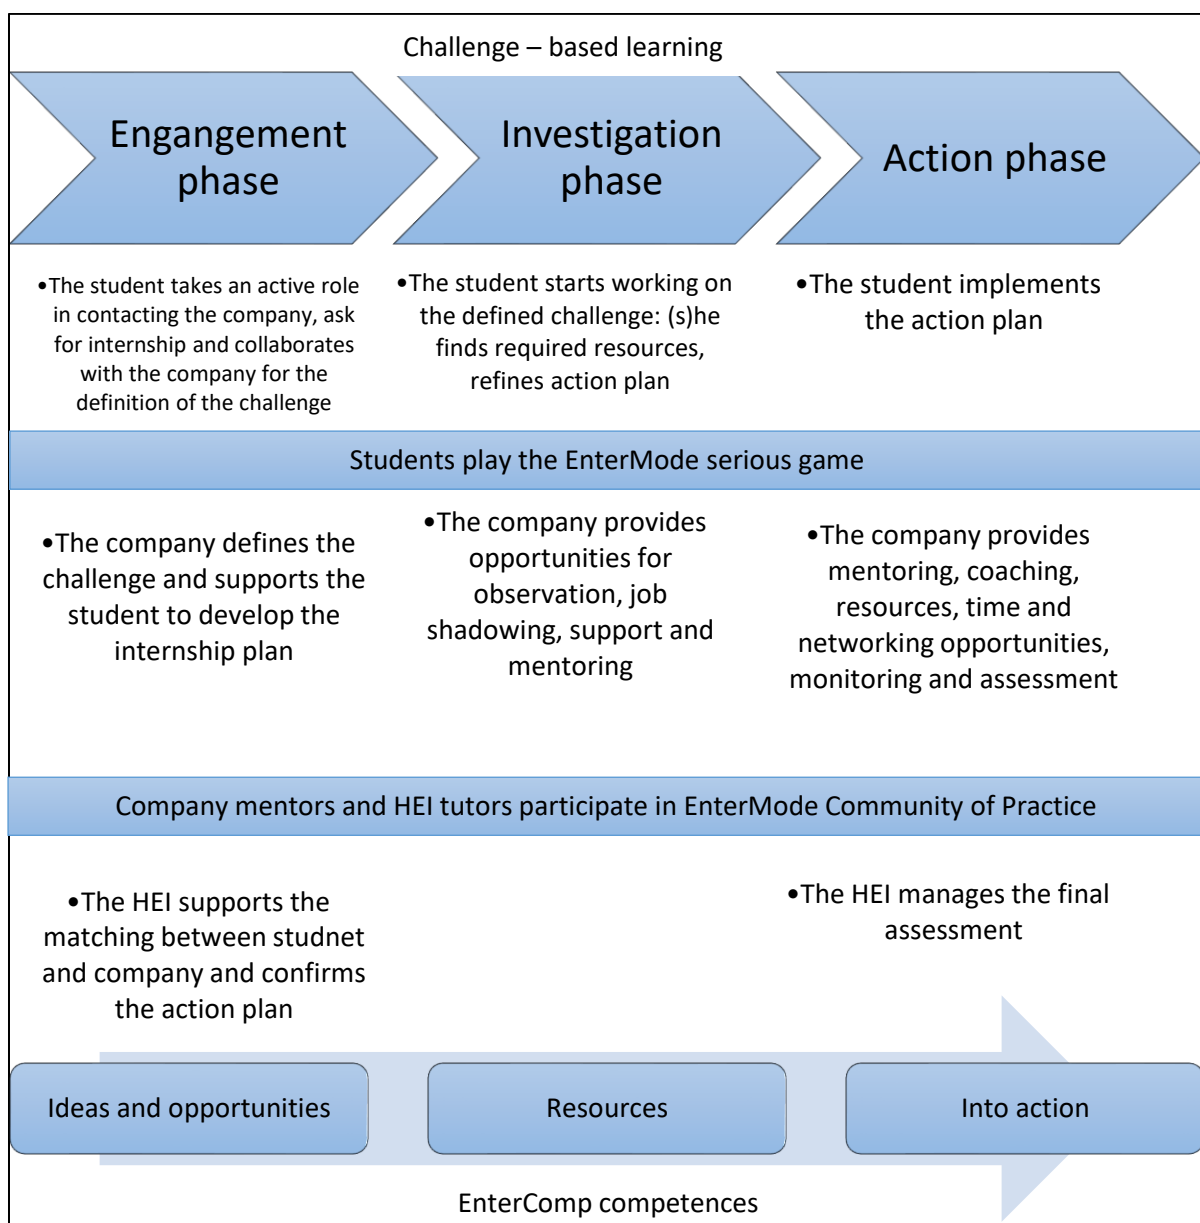 Challenge – based learning
Engangement
phase
Investigation
phase
Action phase
•The student takes an active role
in contacting the company, ask
for internship and collaborates
with the company for the
definition of the challenge
•The student starts working on
the defined challenge: (s)he
finds required resources,
refines action plan
•The student implements
the action plan
Students play the EnterMode serious game
•The company defines the
challenge and supports the
student to develop the
internship plan
•The company provides
opportunities for
observation, job
shadowing, support and
mentoring
•The company provides
mentoring, coaching,
resources, time and
networking opportunities,
monitoring and assessment
Company mentors and HEI tutors participate in EnterMode Community of Practice
•The HEI supports the
matching between studnet
and company and confirms
the action plan
•The HEI manages the final
assessment
Ideas and opportunities
Resources
Into action
EnterComp competences